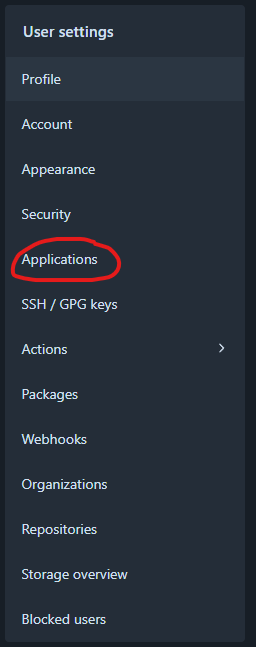 User settings
Profile
Account
Appearance
Security
Applications
SSH / GPG keys
Actions
Packages
Webhooks
Organizations
Repositories
Storage overview
Blocked users